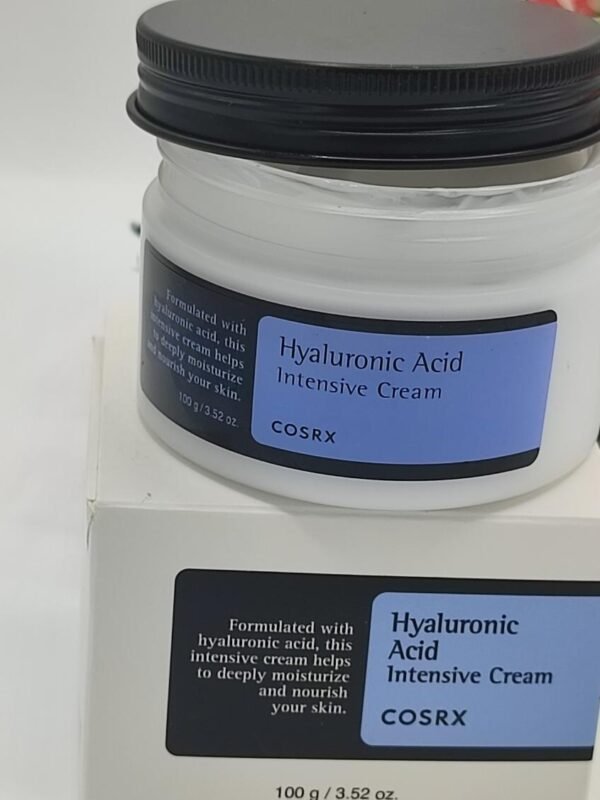 Formulated with
hyaluronic acid, this
intensive cream helps
to deeply moisturize
and nourish your skin.
100 g / 3.52 oz.
Hyaluronic Acid
Intensive Cream
COSRX
Formulated with
hyaluronic acid, this
intensive cream helps
to deeply moisturize
and nourish
your skin.
Hyaluronic
Acid
Intensive Cream
COSRX
100 g / 3.52 oz.